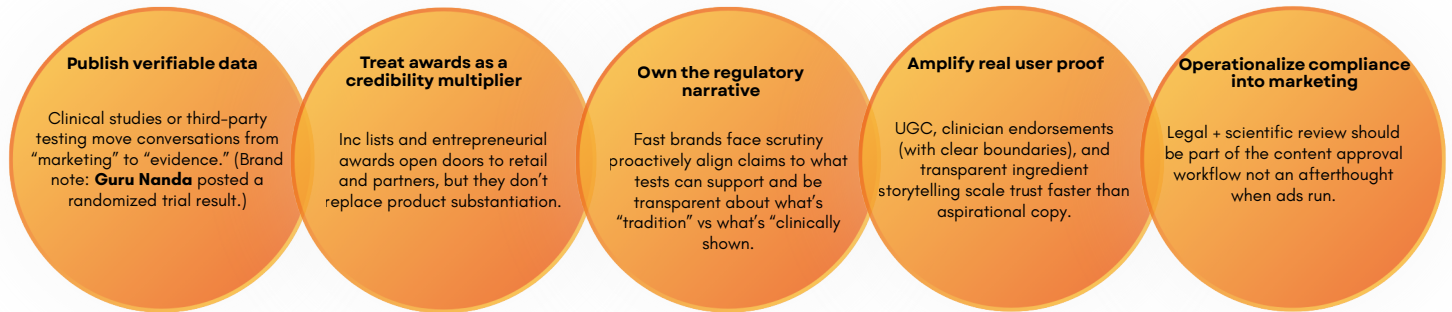 Publish verifiable data
Clinical studies or third-party
testing move conversations from
“marketing” to “evidence.” (Brand
note: Guru Nanda posted a
randomized trial result.)
Treat awards as a
credibility multiplier
Inc lists and entrepreneurial
awards open doors to retail
and partners, but they don’t
replace product substantiation.
Own the regulatory
narrative
Fast brands face scrutiny
proactively align claims to what
tests can support and be
transparent about what’s
“tradition” vs what’s “clinically
shown.
Amplify real user proof
UGC, clinician endorsements
(with clear boundaries), and
transparent ingredient
storytelling scale trust faster than
aspirational copy.
Operationalize compliance
into marketing
Legal + scientific review should
be part of the content approval
workflow not an afterthought
when ads run.